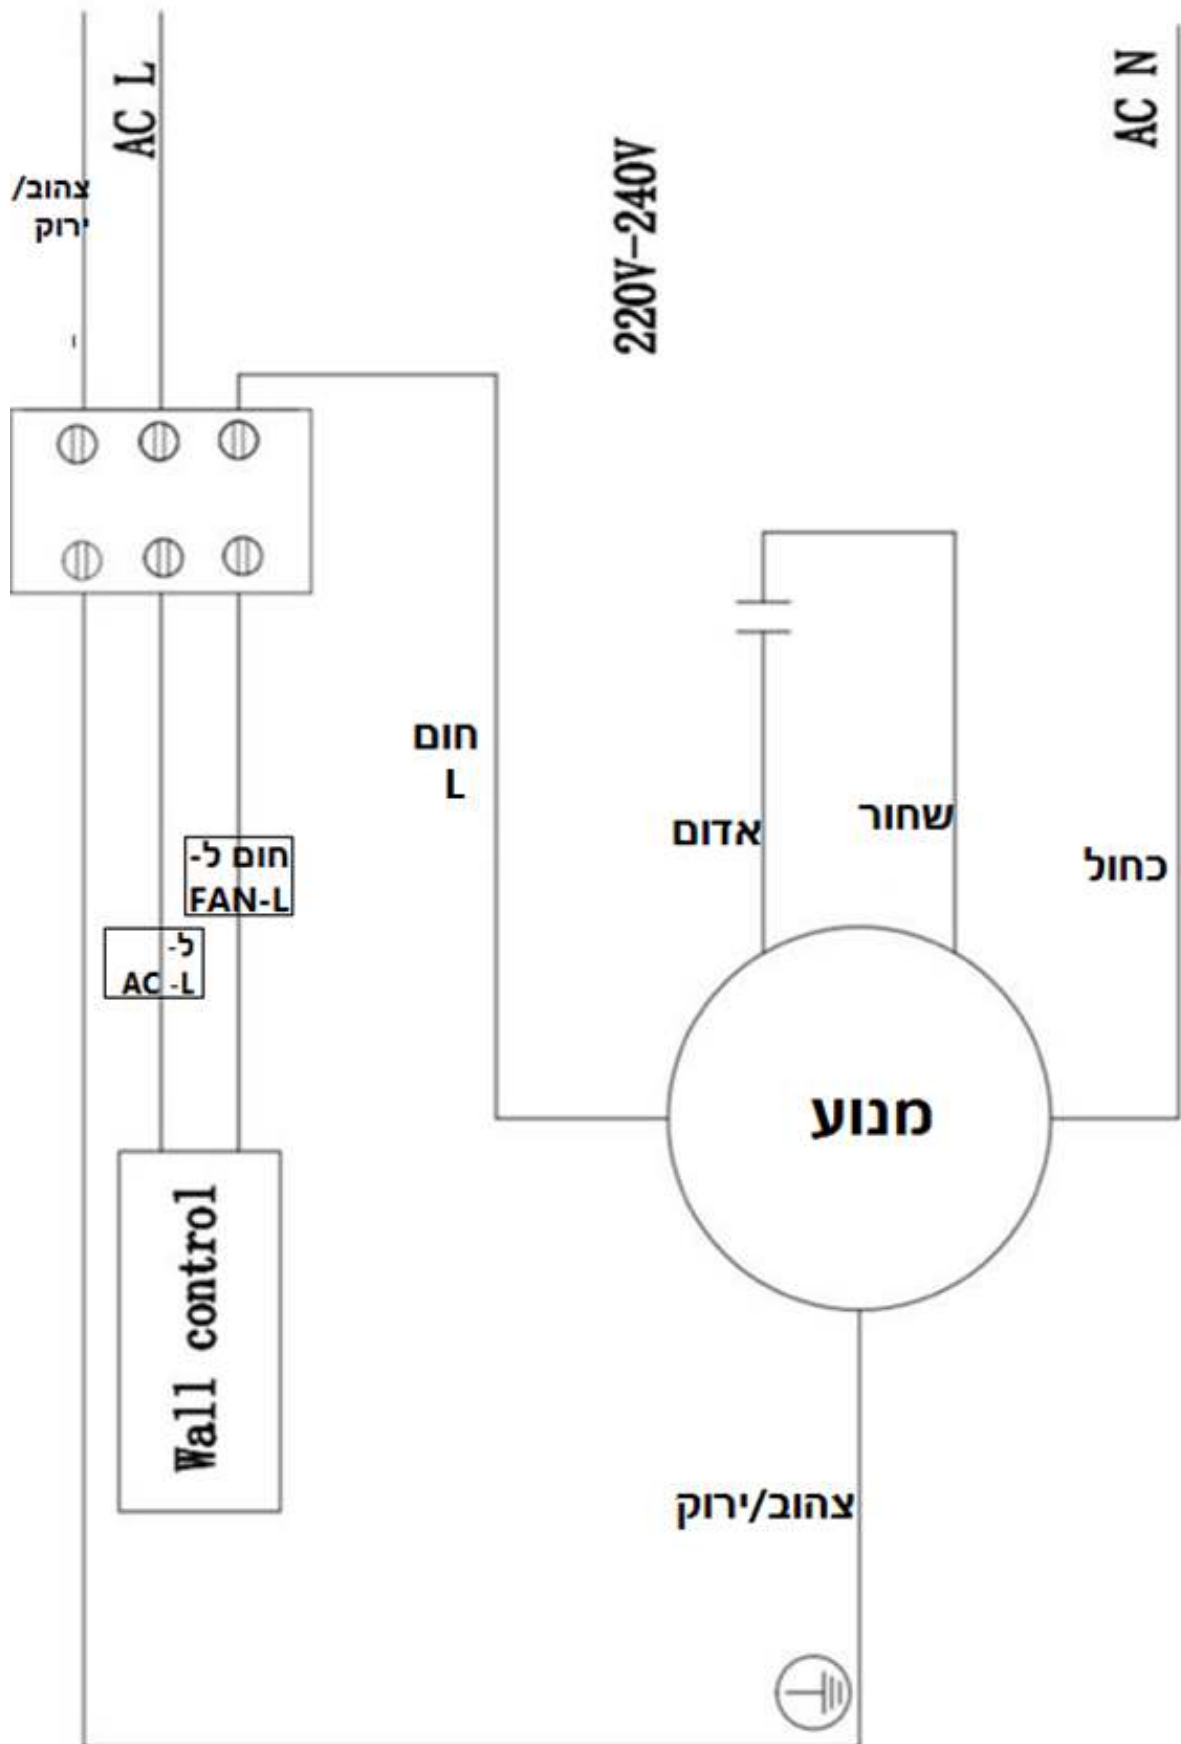 AC L
AC N
צהוב/
ירוק
220V-240V
חום
L
אדום
שחור
כחול
חום ל-
FAN-L
ל-
AC -L
מנוע
Wall control
צהוב/ירוק